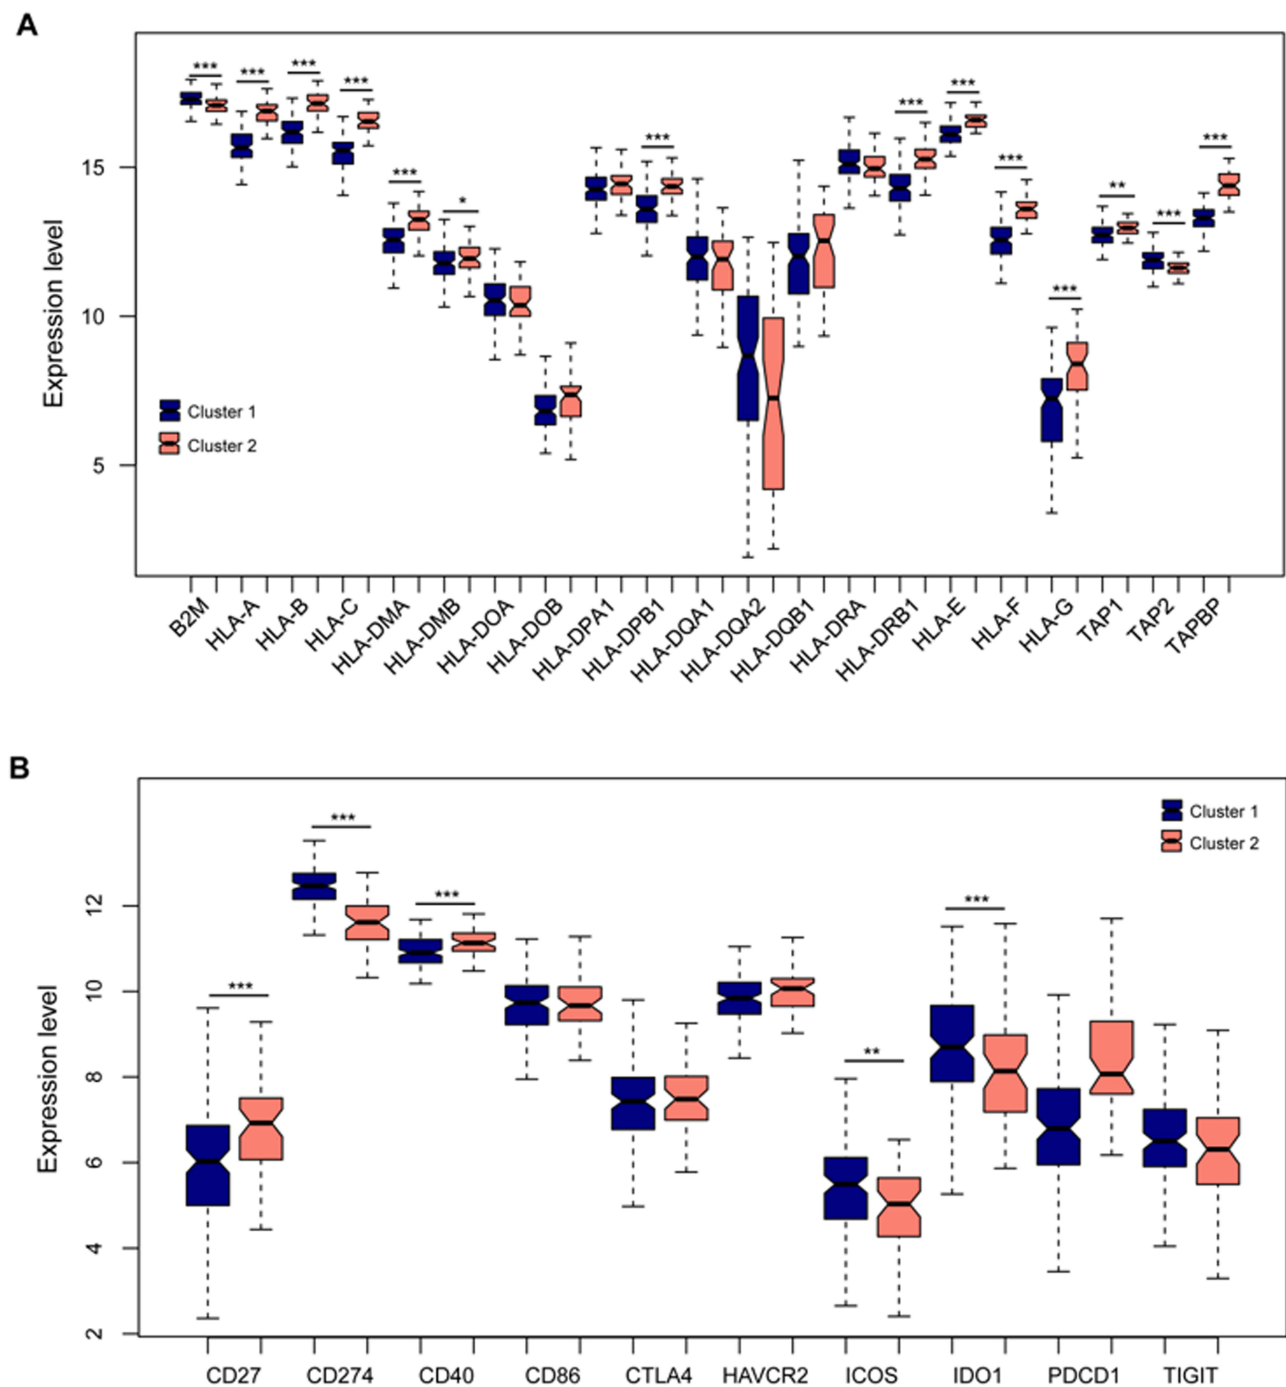 A
*** *** *** *** *** * *** *** *** *** *** ** *** ***
15
10
5
Expression level
Cluster 1
Cluster 2
B2M HLA-A HLA-B HLA-C HLA-DMA HLA-DMB HLA-DOA HLA-DOB HLA-DPA1 HLA-DPB1 HLA-DQA1 HLA-DQA2 HLA-DQB1 HLA-DRA HLA-DRB1 HLA-E HLA-F HLA-G TAP1 TAP2 TAPBP
B
Cluster 1
Cluster 2
*** *** *** ** ***
12
10
8
6
4
2
Expression level
CD27 CD274 CD40 CD86 CTLA4 HAVCR2 ICOS IDO1 PDCD1 TIGIT